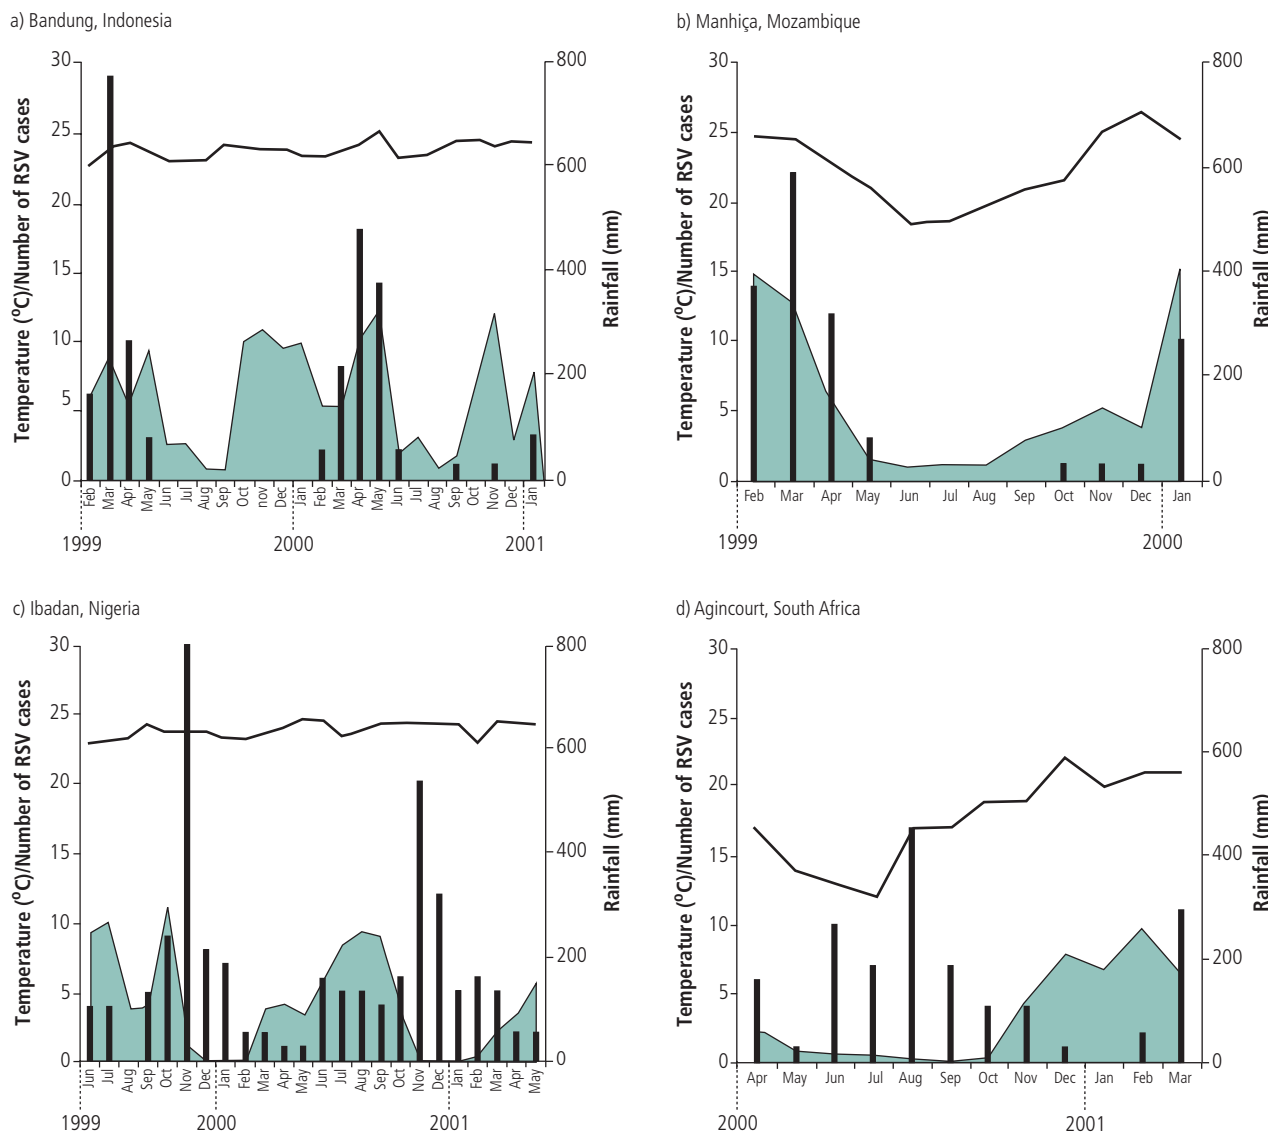 a) Bandung, Indonesia
Temperature (ºC)/Number of RSV cases
30
25
20
15
10
5
0
800
600
400
200
0
Rainfall (mm)
Feb Mar Apr May Jun Jul Aug Sep Oct nov Dec Jan Feb Mar Apr May Jun Jul Aug Sep Oct Nov Dec Jan
1999 2000 2001
b) Manhiça, Mozambique
Temperature (ºC)/Number of RSV cases
30
25
20
15
10
5
0
800
600
400
200
0
Rainfall (mm)
Feb Mar Apr May Jun Jul Aug Sep Oct Nov Dec Jan
1999 2000
c) Ibadan, Nigeria
Temperature (ºC)/Number of RSV cases
30
25
20
15
10
5
0
800
600
400
200
0
Rainfall (mm)
Jun Jul Aug Sep Oct Nov Dec Jan Feb Mar Apr May Jun Jul Aug Sep Oct Nov Dec Jan Feb Mar Apr May
1999 2000 2001
d) Agincourt, South Africa
Temperature (ºC)/Number of RSV cases
30
25
20
15
10
5
0
800
600
400
200
0
Rainfall (mm)
Apr May Jun Jul Aug Sep Oct Nov Dec Jan Feb Mar
2000 2001